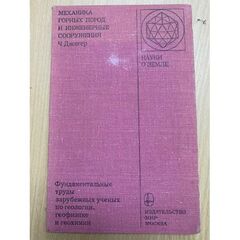 МЕХАНИКА
ГОРНЫХ ПОРОД
И ИНЖЕНЕРНЫЕ
СООРУЖЕНИЯ
Ч. Джегер
НАУКИ
О ЗЕМЛЕ
Фундаментальные
труды
зарубежных ученых
по геологии,
геофизике
и геохимии
ИЗДАТЕЛЬСТВО
МИР
МОСКВА